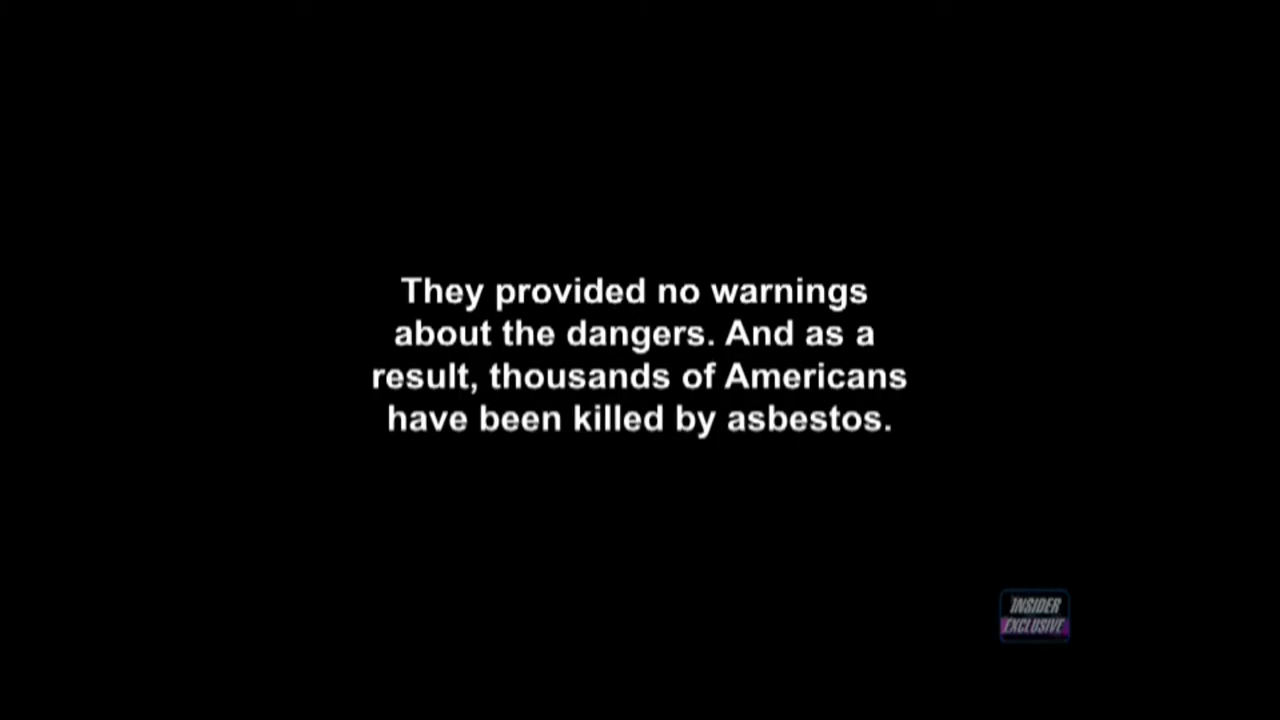 They provided no warnings
about the dangers. And as a
result, thousands of Americans
have been killed by asbestos.
INSIDER
EXCLUSIVE